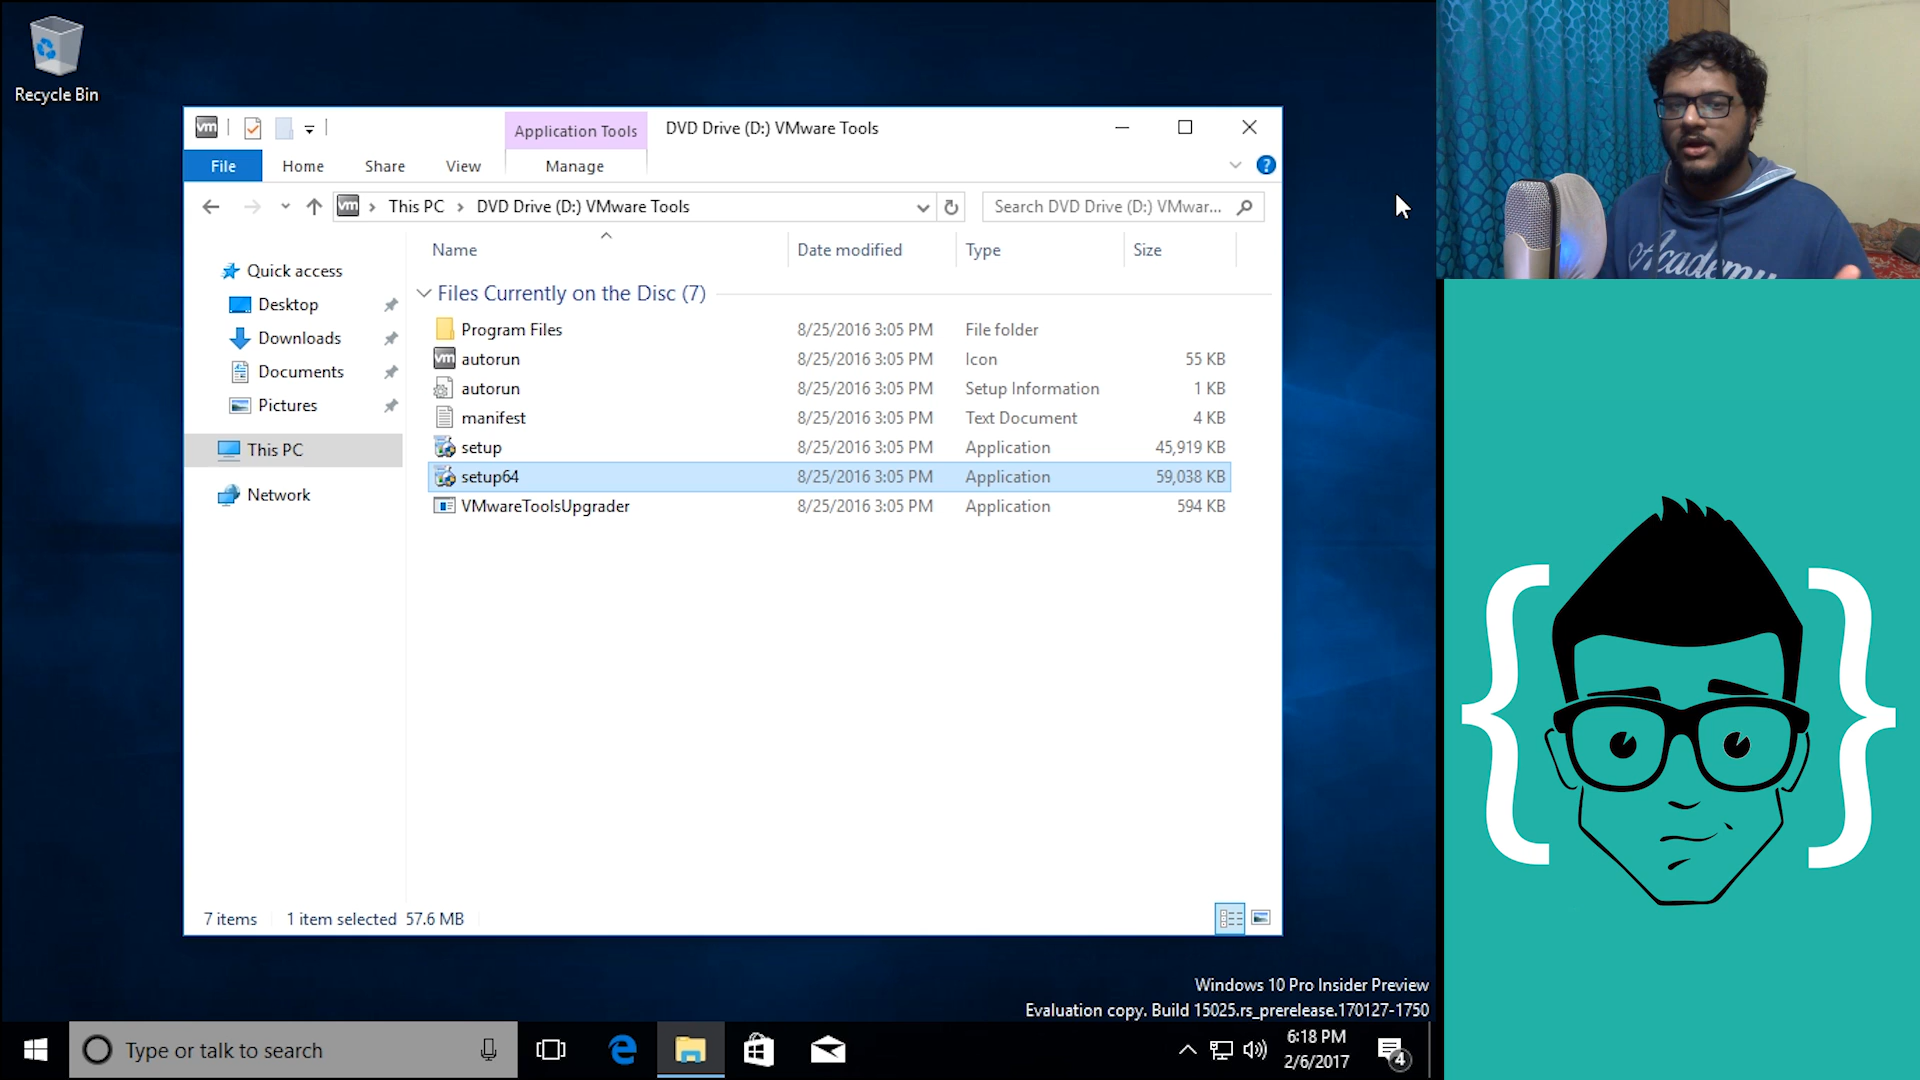 Recycle Bin
vm
Application Tools
DVD Drive (D:) VMware Tools
File
Home
Share
View
Manage
?
vm
This PC
DVD Drive (D:) VMware Tools
Search DVD Drive (D:) VMwar...
Name
Date modified
Type
Size
Quick access
Desktop
Downloads
Documents
Pictures
This PC
Network
Files Currently on the Disc (7)
Program Files 8/25/2016 3:05 PM File folder
vm autorun 8/25/2016 3:05 PM Icon 55 KB
autorun 8/25/2016 3:05 PM Setup Information 1 KB
manifest 8/25/2016 3:05 PM Text Document 4 KB
setup 8/25/2016 3:05 PM Application 45,919 KB
setup64 8/25/2016 3:05 PM Application 59,038 KB
VMwareToolsUpgrader 8/25/2016 3:05 PM Application 594 KB
7 items 1 item selected 57.6 MB
Academy
Windows 10 Pro Insider Preview
Evaluation copy. Build 15025.rs_prerelease.170127-1750
Type or talk to search
6:18 PM
2/6/2017
4